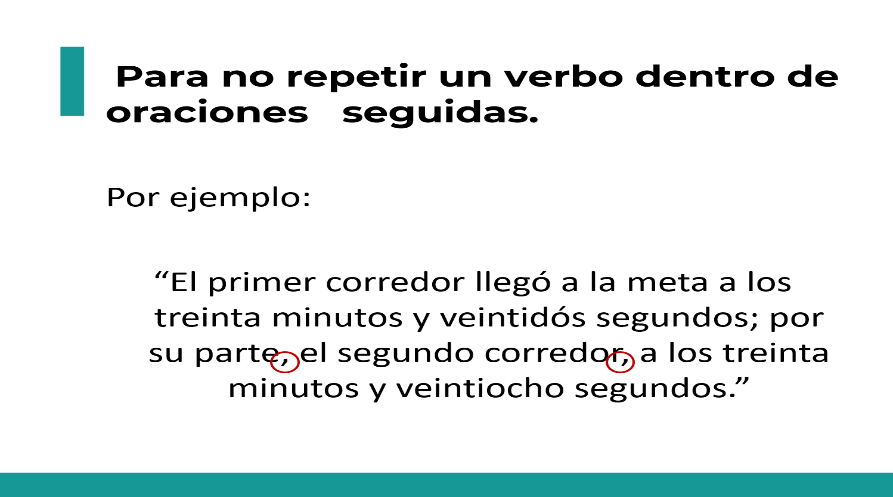 Para no repetir un verbo dentro de
oraciones seguidas.
Por ejemplo:
“El primer corredor llegó a la meta a los
treinta minutos y veintidós segundos; por
su parte, el segundo corredor, a los treinta
minutos y veintiocho segundos.”